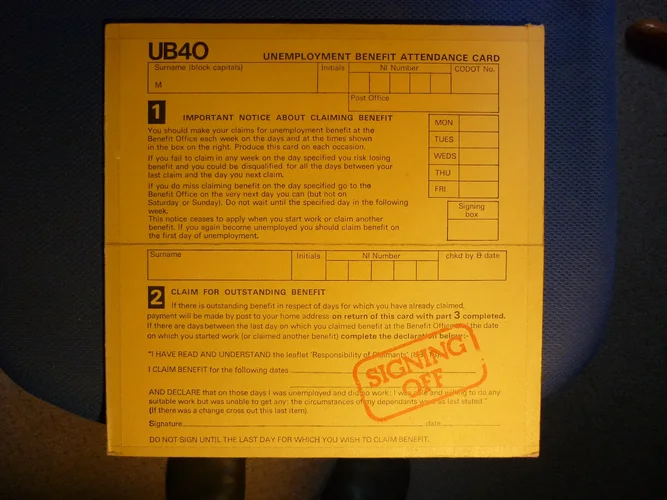 UB40 UNEMPLOYMENT BENEFIT ATTENDANCE CARD
Surname (block capitals) Initials NI Number CODOT No.
M
Post Office
1 IMPORTANT NOTICE ABOUT CLAIMING BENEFIT
You should make your claims for unemployment benefit at the
Benefit Office each week on the days and at the times shown
in the box on the right. Produce this card on each occasion.
If you fail to claim in any week on the day specified you risk losing
benefit and you could be disqualified for all the days between your
last claim and the day you next claim.
If you do miss claiming benefit on the day specified go to the
Benefit Office on the very next day you can (but not on
Saturday or Sunday). Do not wait until the specified day in the following
week.
This notice ceases to apply when you start work or claim another
benefit. If you again become unemployed you should claim benefit on
the first day of unemployment.
MON
TUES
WEDS
THU
FRI
Signing
box
Surname Initials NI Number chkd by & date
2 CLAIM FOR OUTSTANDING BENEFIT
If there is outstanding benefit in respect of days for which you have already claimed,
payment will be made by post to your home address on return of this card with part 3 completed.
If there are days between the last day on which you claimed benefit at the Benefit Office and the date
on which you started work (or claimed another benefit) complete the declaration below:-
"I HAVE READ AND UNDERSTAND the leaflet 'Responsibility of Claimants'
I CLAIM BENEFIT for the following dates
AND DECLARE that on those days I was unemployed and did no work: I was able and willing to do any
suitable work but was unable to get any: the circumstances of my dependants were as last stated."
(If there was a change cross out this last item).
Signature date
DO NOT SIGN UNTIL THE LAST DAY FOR WHICH YOU WISH TO CLAIM BENEFIT.
SIGNING
OFF